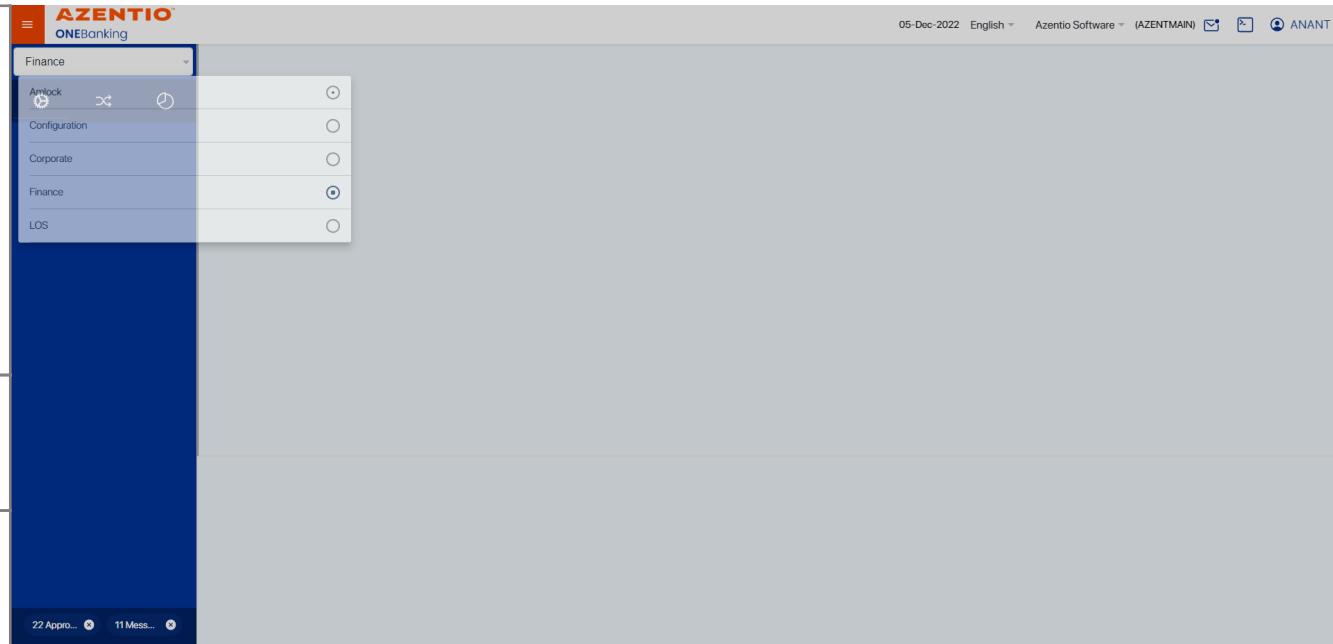 AZENTIO™
ONEBanking
05-Dec-2022 English Azentio Software (AZENTMAIN) ANANT
Finance
Amlock
Configuration
Corporate
Finance
LOS
22 Appro... 11 Mess...